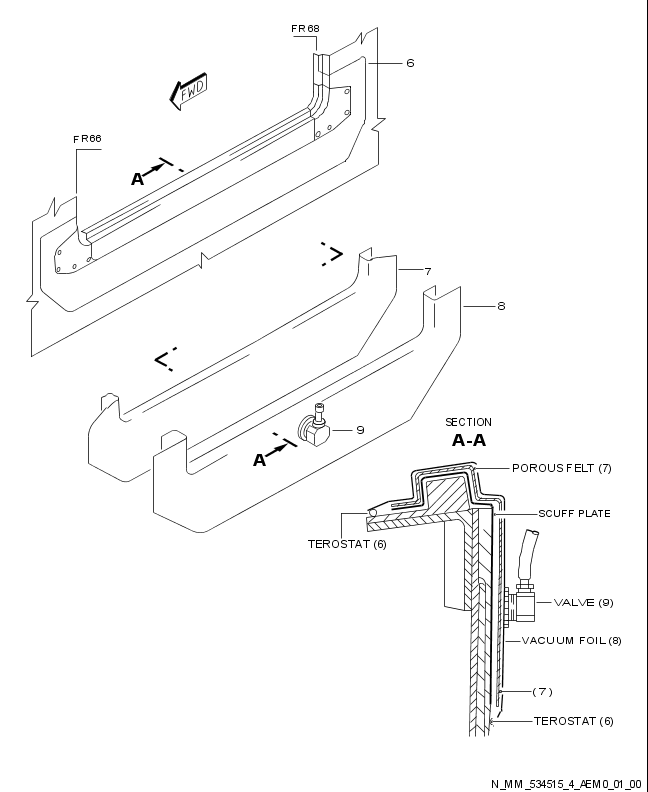 FR68
6
FWD
FR66
A
7
8
9
A
SECTION
A-A
POROUS FELT (7)
SCUFF PLATE
TEROSTAT (6)
VALVE (9)
VACUUM FOIL (8)
(7)
TEROSTAT (6)
N_MM_534515_4_AEM0_01_00